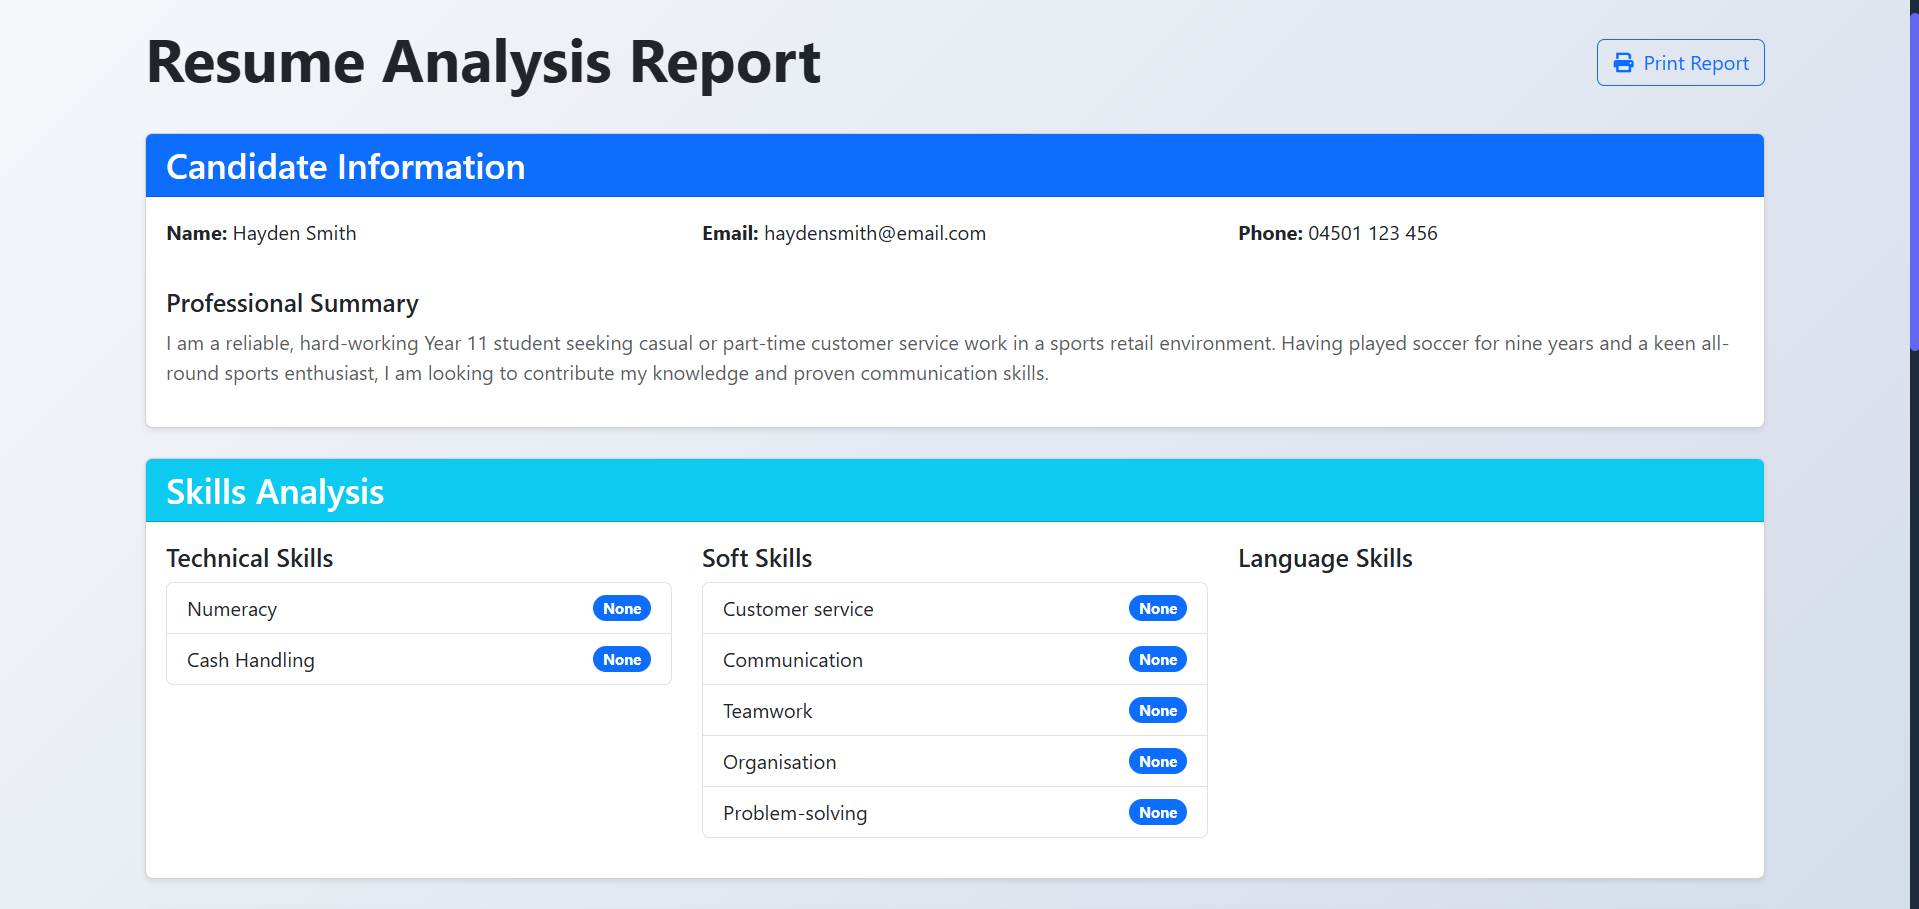 Resume Analysis Report
Print Report
Candidate Information
Name: Hayden Smith
Email: haydensmith@email.com
Phone: 04501 123 456
Professional Summary
I am a reliable, hard-working Year 11 student seeking casual or part-time customer service work in a sports retail environment. Having played soccer for nine years and a keen all-
round sports enthusiast, I am looking to contribute my knowledge and proven communication skills.
Skills Analysis
Technical Skills
Numeracy None
Cash Handling None
Soft Skills
Customer service None
Communication None
Teamwork None
Organisation None
Problem-solving None
Language Skills